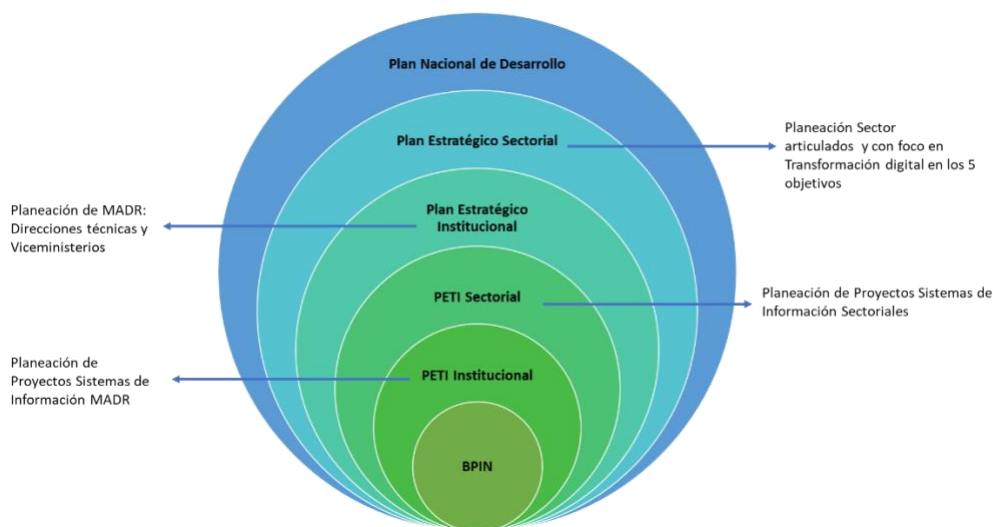 Plan Nacional de Desarrollo
Plan Estratégico Sectorial
Planeación Sector
articulados y con foco en
Transformación digital en los 5
objetivos
Planeación de MADR:
Direcciones técnicas y
Viceministerios
Plan Estratégico
Institucional
PETI Sectorial
Planeación de Proyectos Sistemas de
Información Sectoriales
Planeación de
Proyectos Sistemas de
Información MADR
PETI Institucional
BPIN